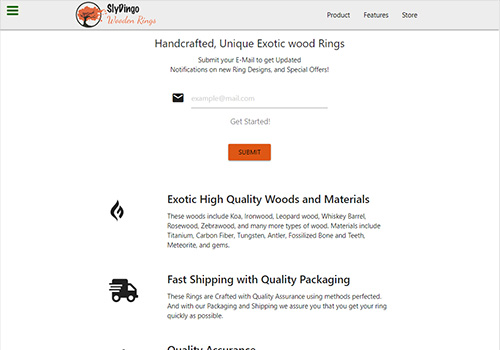 SlyDingo
Wooden Rings
Product Features Store
Handcrafted, Unique Exotic wood Rings
Submit your E-Mail to get Updated
Notifications on new Ring Designs, and Special Offers!
example@mail.com
Get Started!
SUBMIT
Exotic High Quality Woods and Materials
These woods include Koa, Ironwood, Leopard wood, Whiskey Barrel,
Rosewood, Zebrawood, and many more types of wood. Materials include
Titanium, Carbon Fiber, Tungsten, Antler, Fossilized Bone and Teeth,
Meteorite, and gems.
Fast Shipping with Quality Packaging
These Rings are Crafted with Quality Assurance using methods perfected.
And with our Packaging and Shipping we assure you that you get your ring
quickly as possible.
Quality Assurance